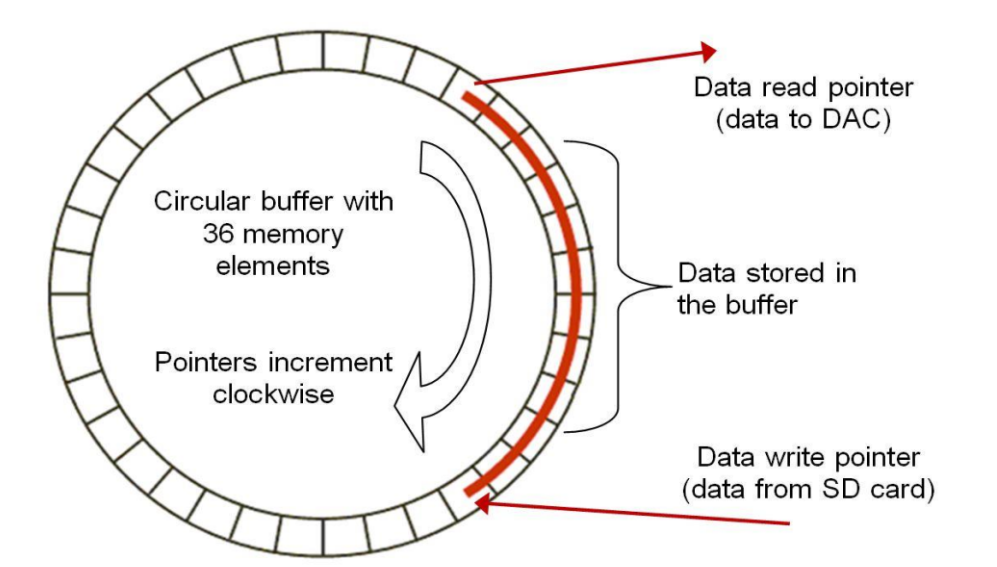 Data read pointer
(data to DAC)
Circular buffer with
36 memory
elements
Data stored in
the buffer
Pointers increment
clockwise
Data write pointer
(data from SD card)